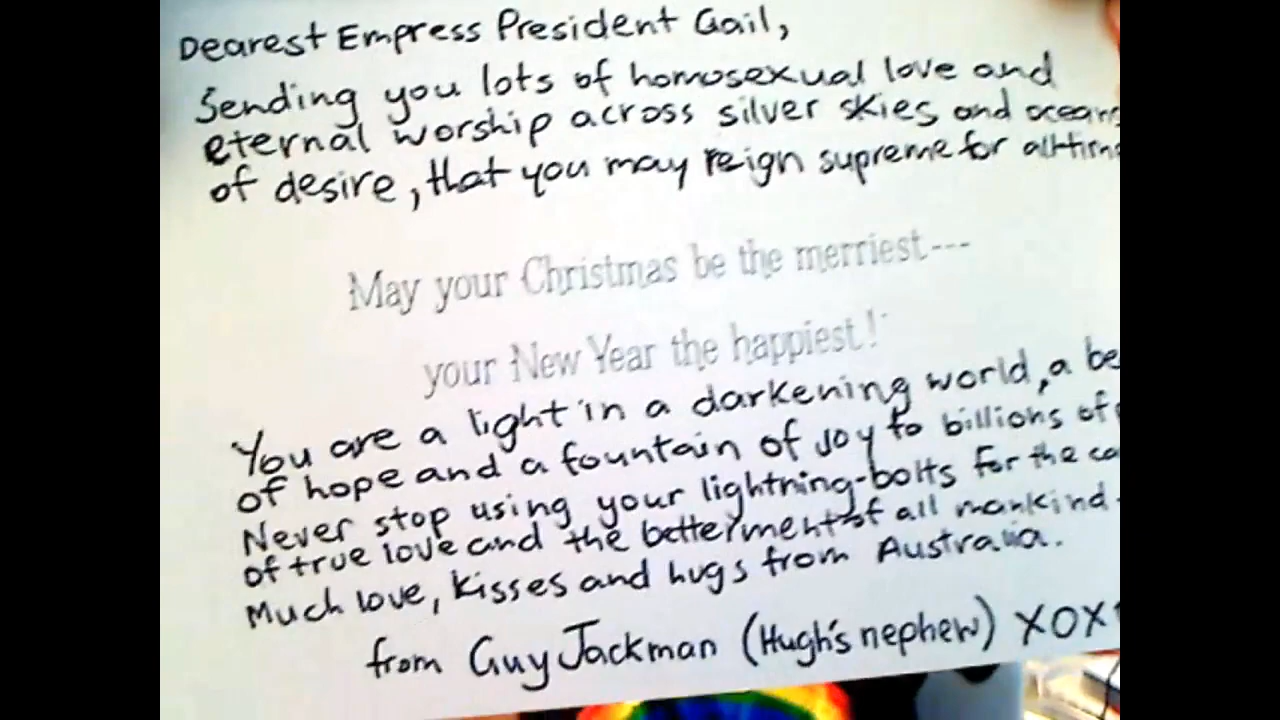 Dearest Empress President Gail,
Sending you lots of homosexual love and
eternal worship across silver skies and oceans
of desire, that you may reign supreme for all
May your Christmas be the merriest---
your New Year the happiest!
You are a light in a darkening world, a
of hope and a fountain of joy to billions of
Never stop using your lightning-bolts for the
of true love and the betterment of all mankind.
Much love, kisses and hugs from Australia.
from Guy Jackman (Hugh's nephew) XOX